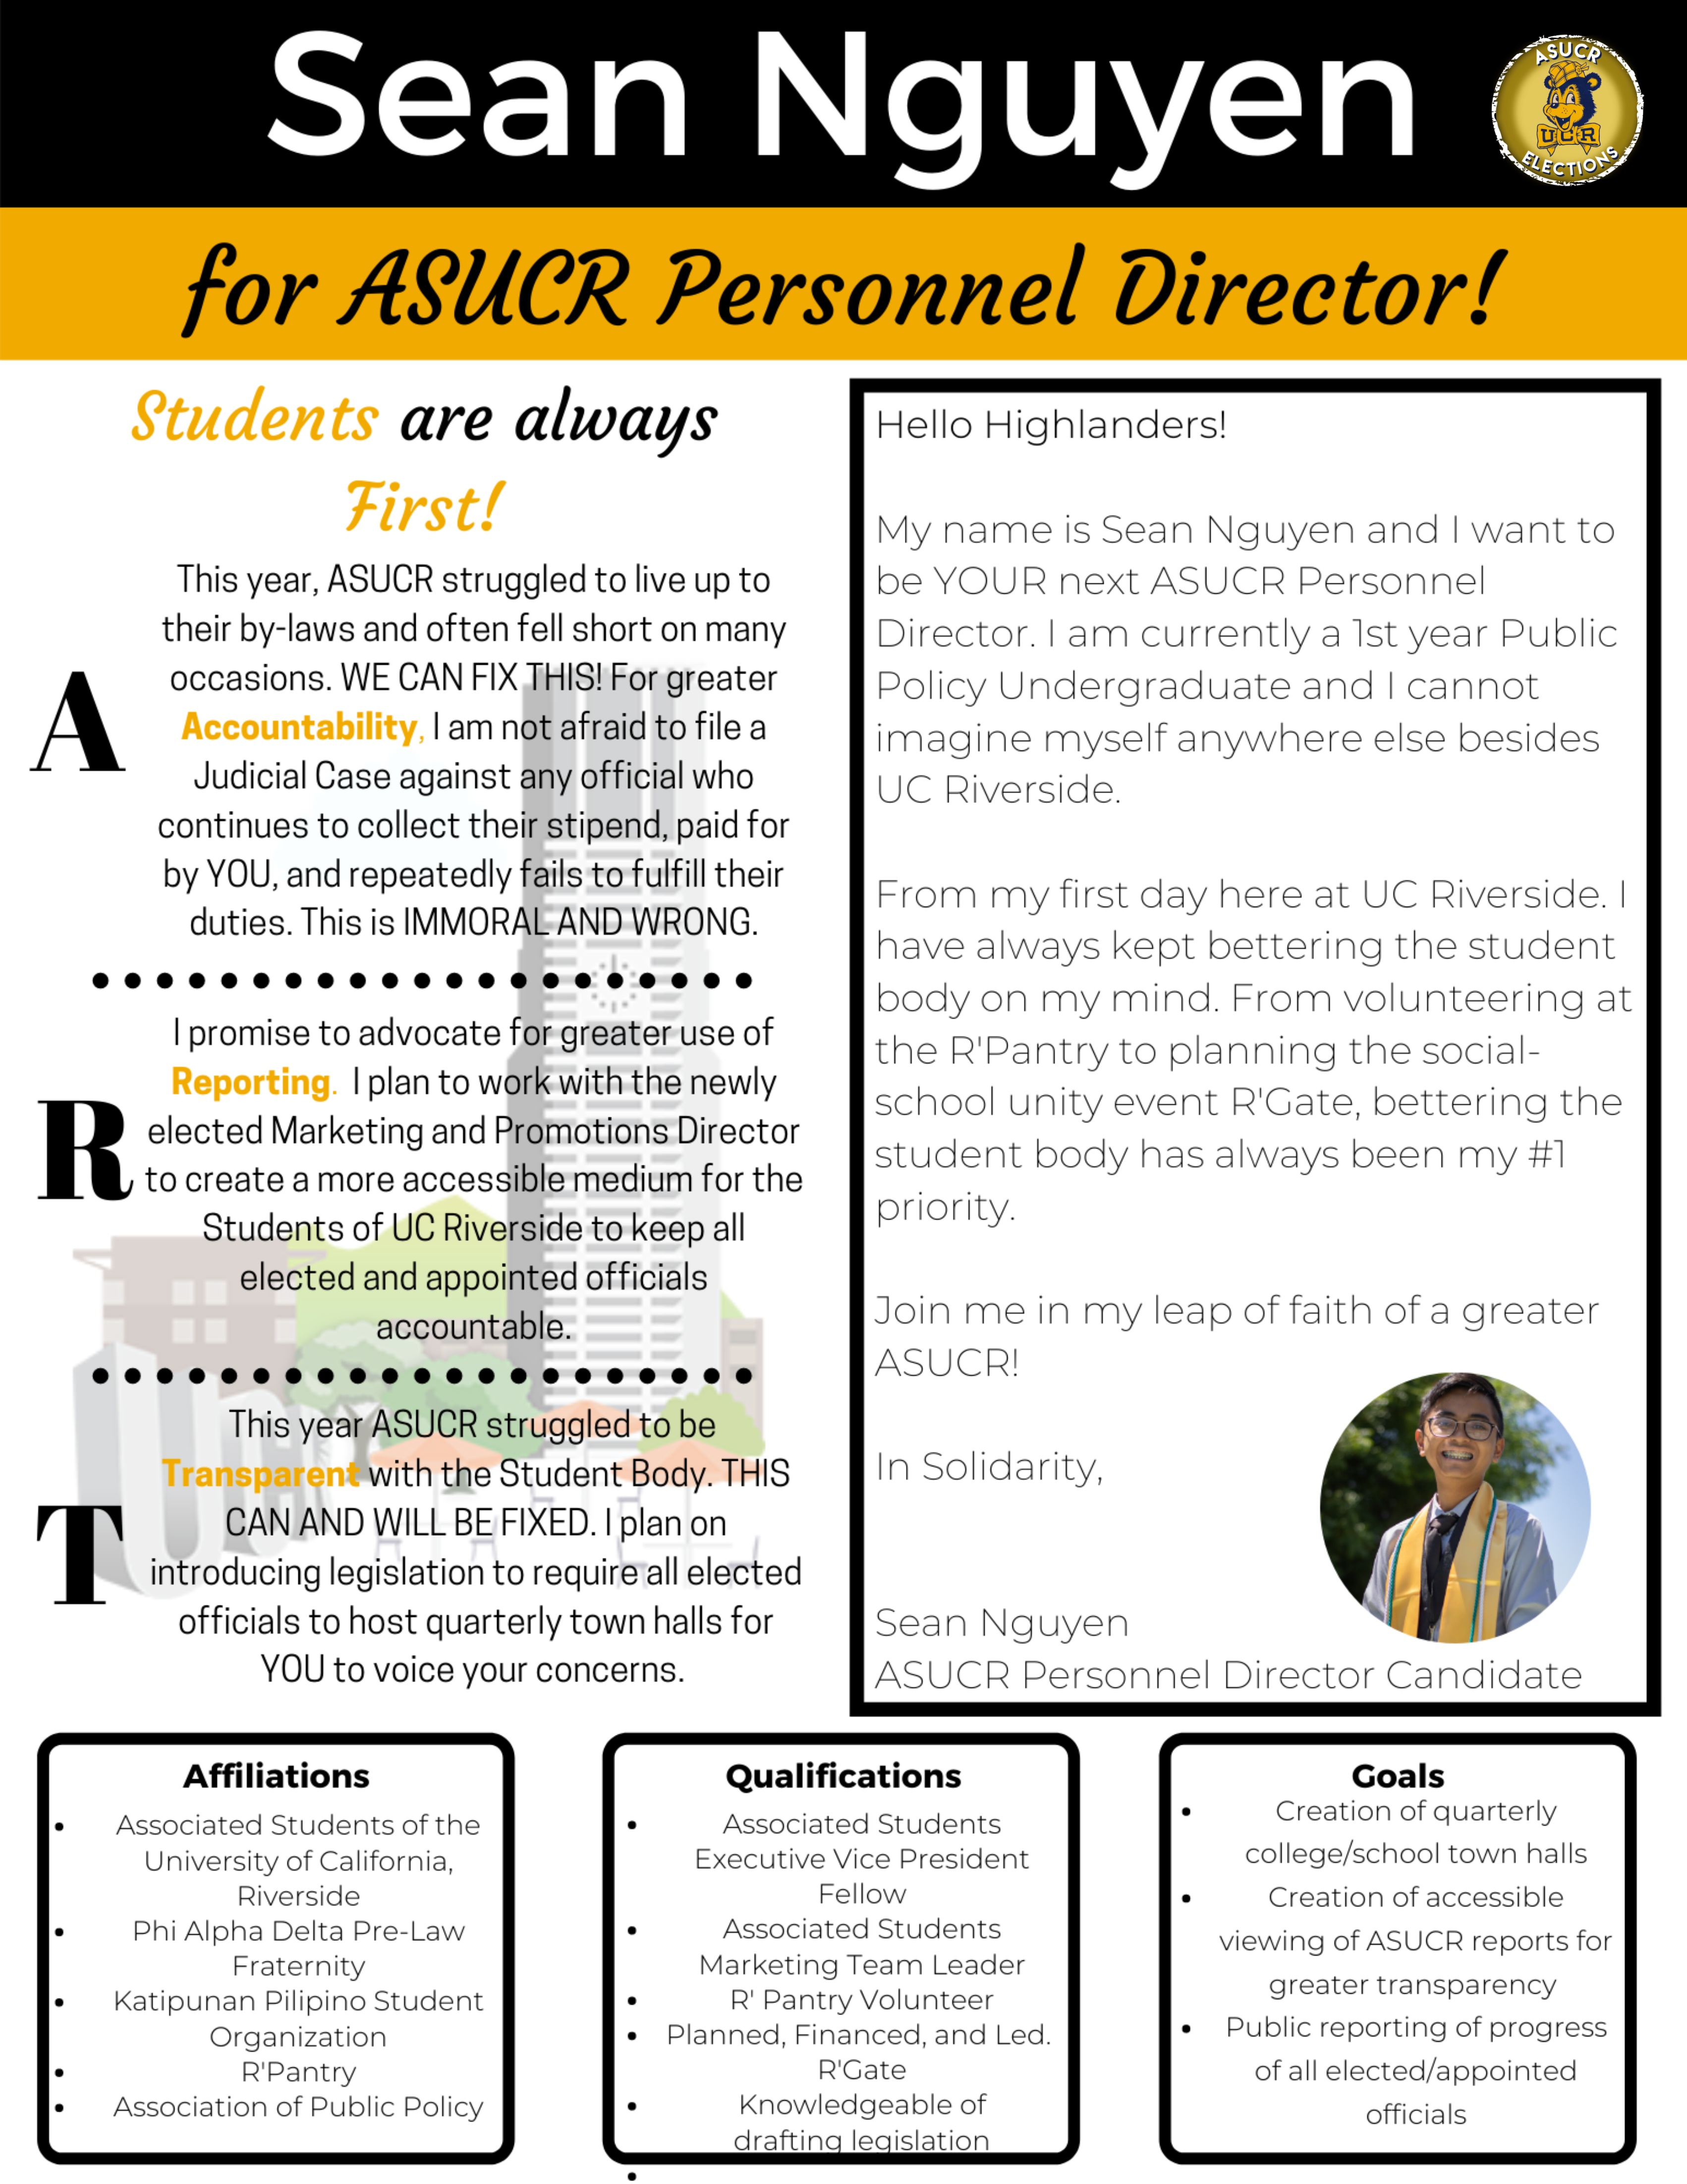 Sean Nguyen
ASUCR
UCR
ELECTIONS
for ASUCR Personnel Director!
Students are always
First!
A
This year, ASUCR struggled to live up to
their by-laws and often fell short on many
occasions. WE CAN FIX THIS! For greater
Accountability, I am not afraid to file a
Judicial Case against any official who
continues to collect their stipend, paid for
by YOU, and repeatedly fails to fulfill their
duties. This is IMMORAL AND WRONG.
R
I promise to advocate for greater use of
Reporting. I plan to work with the newly
elected Marketing and Promotions Director
to create a more accessible medium for the
Students of UC Riverside to keep all
elected and appointed officials
accountable.
T
This year ASUCR struggled to be
Transparent with the Student Body. THIS
CAN AND WILL BE FIXED. I plan on
introducing legislation to require all elected
officials to host quarterly town halls for
YOU to voice your concerns.
Hello Highlanders!
My name is Sean Nguyen and I want to
be YOUR next ASUCR Personnel
Director. I am currently a 1st year Public
Policy Undergraduate and I cannot
imagine myself anywhere else besides
UC Riverside.
From my first day here at UC Riverside. I
have always kept bettering the student
body on my mind. From volunteering at
the R'Pantry to planning the social-
school unity event R'Gate, bettering the
student body has always been my #1
priority.
Join me in my leap of faith of a greater
ASUCR!
In Solidarity,
Sean Nguyen
ASUCR Personnel Director Candidate
Affiliations
• Associated Students of the
University of California,
Riverside
• Phi Alpha Delta Pre-Law
Fraternity
• Katipunan Pilipino Student
Organization
• R'Pantry
• Association of Public Policy
Qualifications
• Associated Students
Executive Vice President
Fellow
• Associated Students
Marketing Team Leader
• R' Pantry Volunteer
• Planned, Financed, and Led.
R'Gate
• Knowledgeable of
drafting legislation
•
Goals
• Creation of quarterly
college/school town halls
• Creation of accessible
viewing of ASUCR reports for
greater transparency
• Public reporting of progress
of all elected/appointed
officials